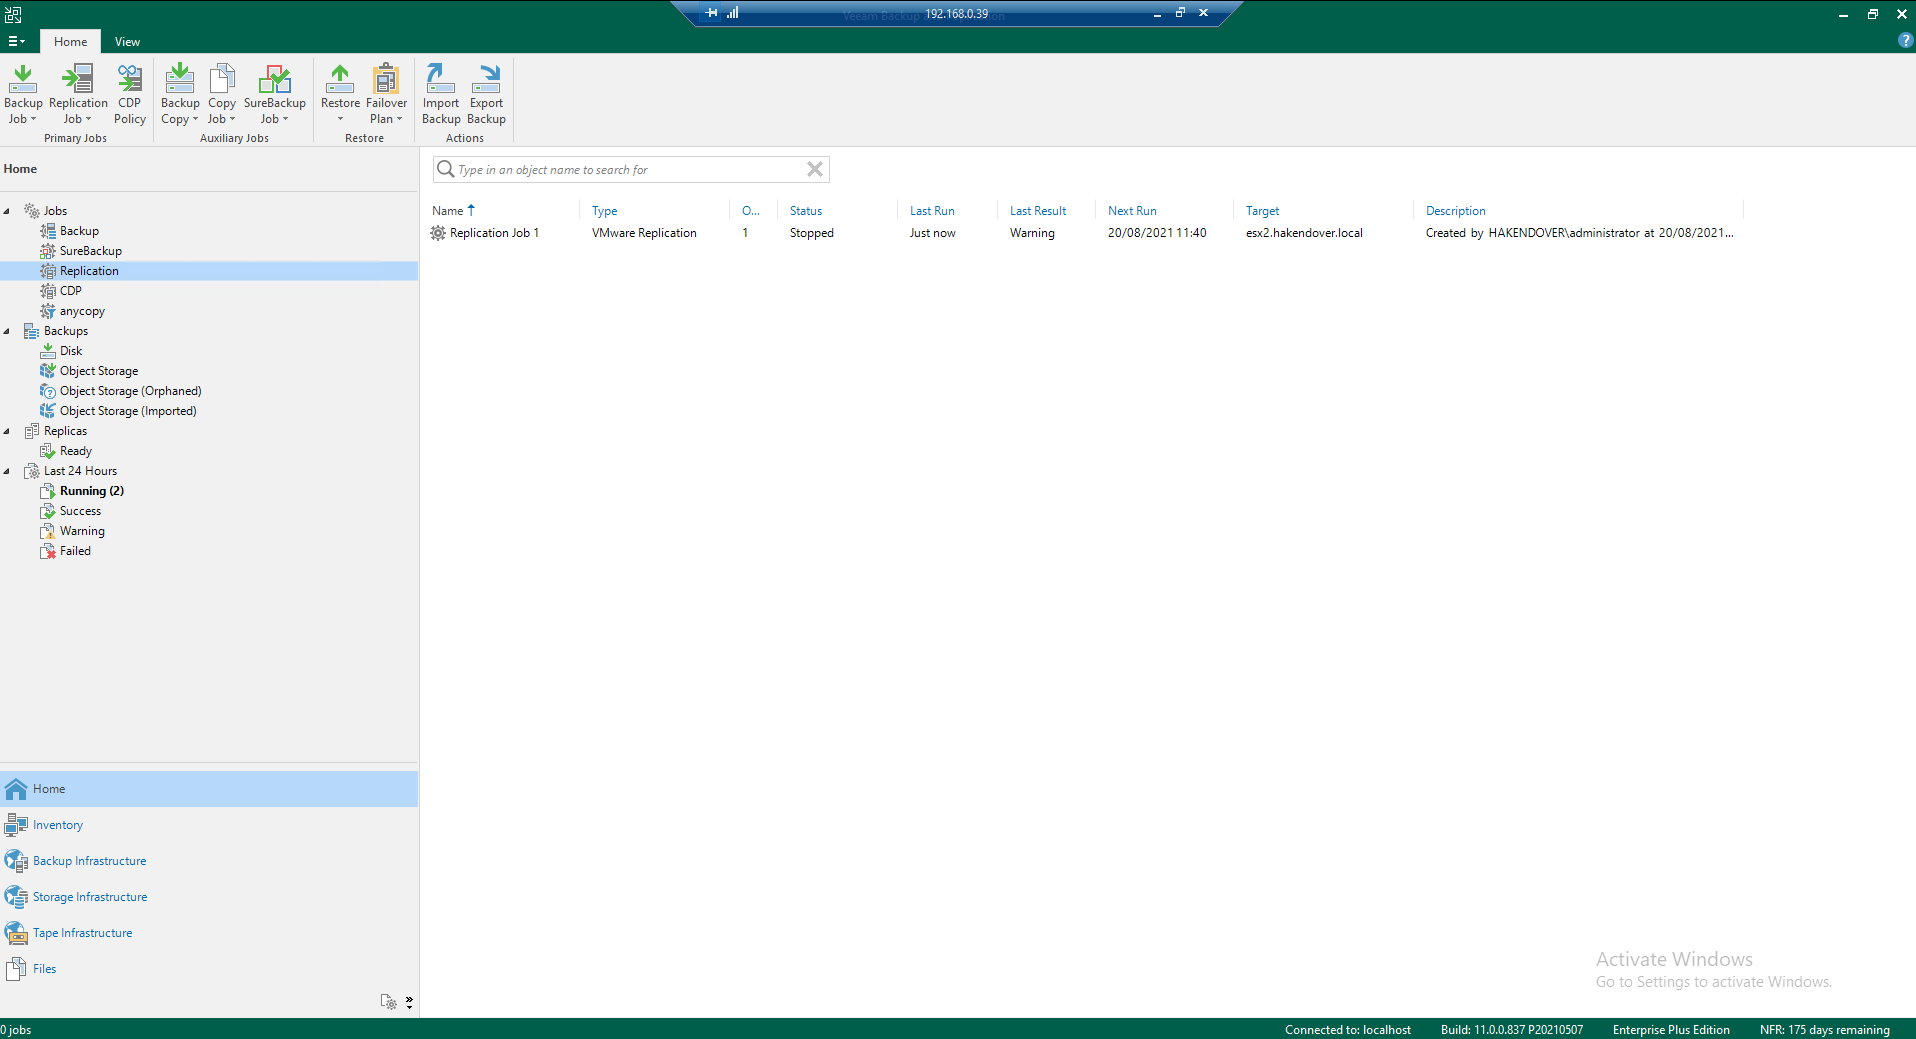 Veeam Backup and Replication
192.168.0.39
Home View
Backup Job
Replication Job
CDP Policy
Primary Jobs
Backup Copy
Copy Job
SureBackup Job
Auxiliary Jobs
Restore
Failover Plan
Restore
Import Backup
Export Backup
Actions
Home
Jobs
Backup
SureBackup
Replication
CDP
anycopy
Backups
Disk
Object Storage
Object Storage (Orphaned)
Object Storage (Imported)
Replicas
Ready
Last 24 Hours
Running (2)
Success
Warning
Failed
Home
Inventory
Backup Infrastructure
Storage Infrastructure
Tape Infrastructure
Files
Type in an object name to search for
Name Type O... Status Last Run Last Result Next Run Target Description
Replication Job 1 VMware Replication 1 Stopped Just now Warning 20/08/2021 11:40 esx2.hakendover.local Created by HAKENDOVER\administrator at 20/08/2021...
Activate Windows
Go to Settings to activate Windows.
0 jobs Connected to: localhost Build: 11.0.0.837 P20210507 Enterprise Plus Edition NFR: 175 days remaining